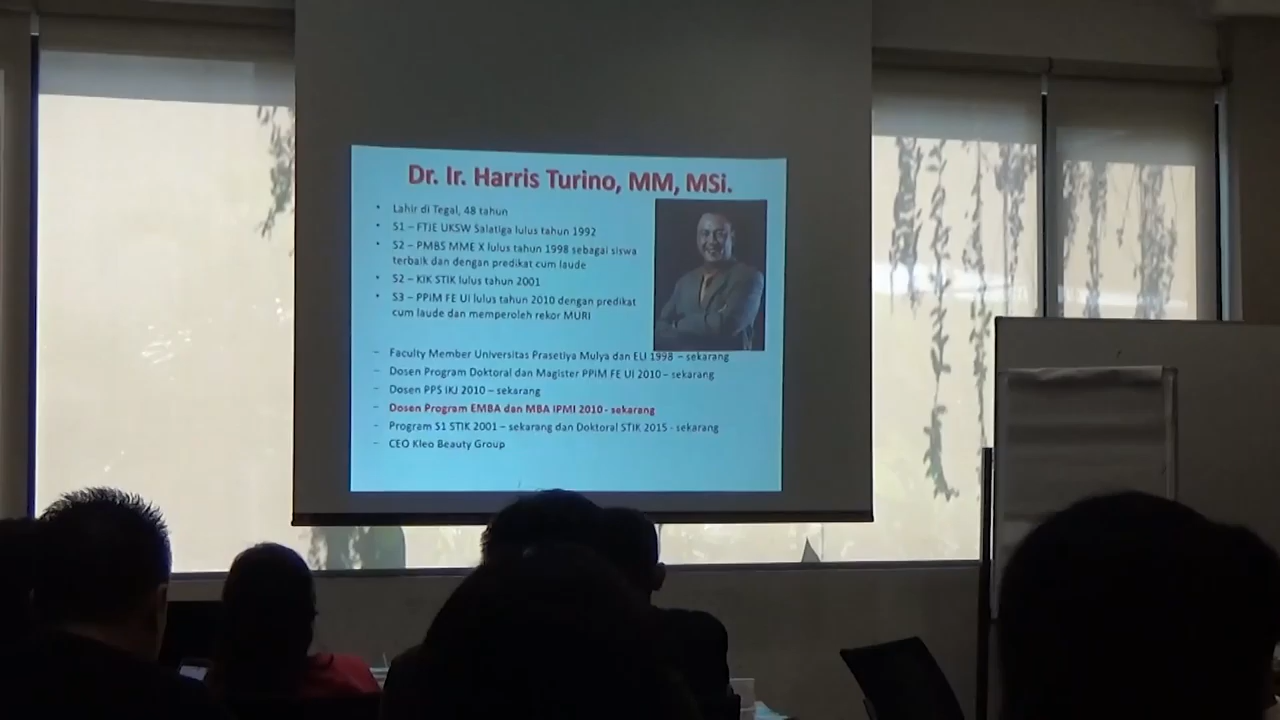 Dr. Ir. Harris Turino, MM, MSi.
• Lahir di Tegal, 48 tahun
• S1 – FTJE UKSW Salatiga lulus tahun 1992
• S2 – PMBS MME X lulus tahun 1998 sebagai siswa
terbaik dan dengan predikat cum laude
• S2 – KIK STIK lulus tahun 2001
• S3 – PPIM FE UI lulus tahun 2010 dengan predikat
cum laude dan memperoleh rekor MURI
– Faculty Member Universitas Prasetiya Mulya dan EU 1998 – sekarang
– Dosen Program Doktoral dan Magister PPIM FE UI 2010 – sekarang
– Dosen PPS IKJ 2010 – sekarang
– Dosen Program EMBA dan MBA IPMI 2010 - sekarang
– Program S1 STIK 2001 – sekarang dan Doktoral STIK 2015 - sekarang
– CEO Kleo Beauty Group